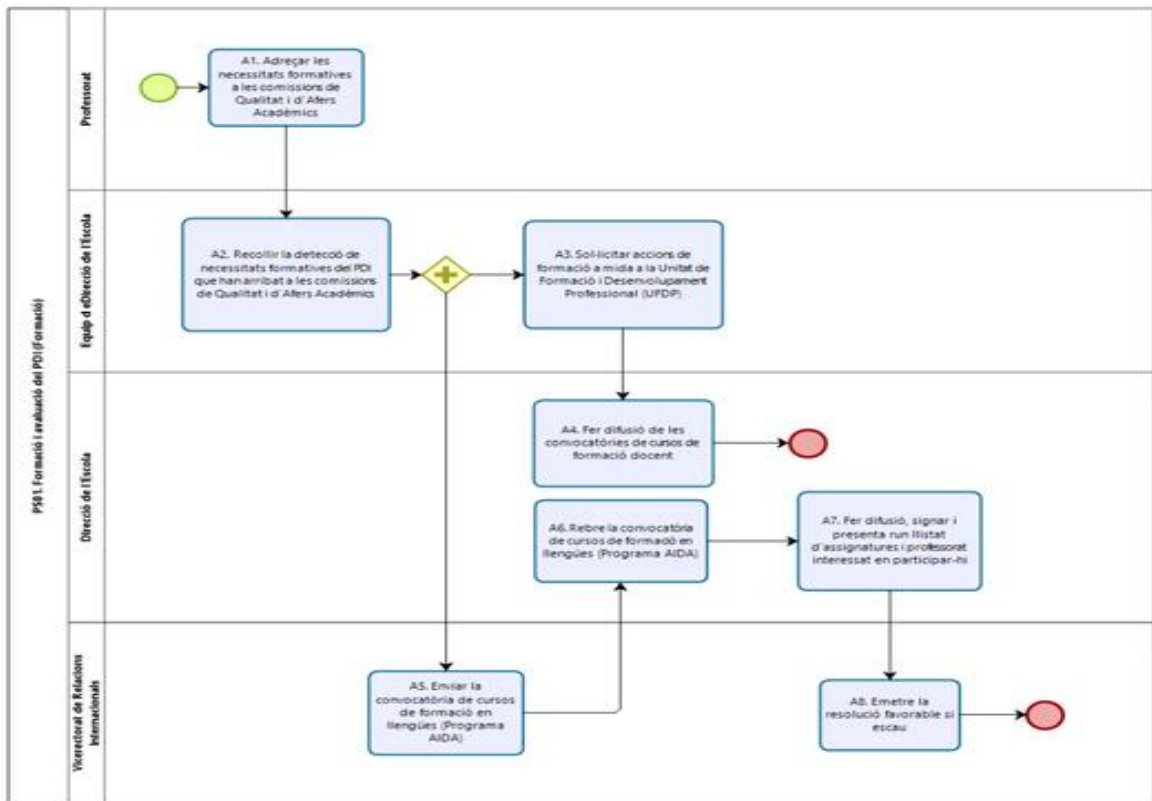 PS01. Formació i avaluació del PDI (Formació)
Professorat
A1. Adreçar les
necessitats formatives
a les comissions de
Qualitat i d'Afers
Acadèmics
Equip d eDirecció de l'Escola
A2. Recollir la detecció de
necessitats formatives del PDI
que han arribat a les comissions
de Qualitat i d'Afers Acadèmics
A3. Sol·licitar accions de
formació a mida a la Unitat de
Formació i Desenvolupament
Professional (UFDP)
Direcció de l'Escola
A4. Fer difusió de les
convocatòries de cursos de
formació docent
A6. Rebre la convocatòria
de cursos de formació en
llengües (Programa AIDA)
A7. Fer difusió, signar i
presenta run llistat
d'assignatures i professorat
interessat en participar-hi
Vicerectorat de Relacions
Internacionals
A5. Enviar la
convocatòria de cursos
de formació en
llengües (Programa
AIDA)
A8. Emetre la
resolució favorable si
escau